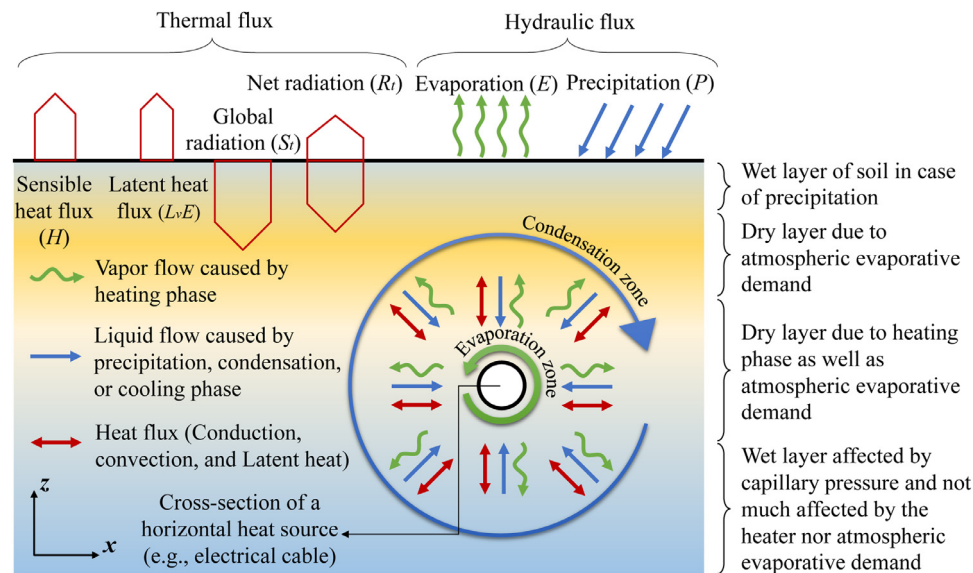 Thermal flux
Hydraulic flux
Net radiation (Rt)
Evaporation (E)
Precipitation (P)
Global
radiation (St)
Sensible
heat flux
(H)
Latent heat
flux (LvE)
Vapor flow caused by
heating phase
Liquid flow caused by
precipitation, condensation,
or cooling phase
Heat flux (Conduction,
convection, and Latent heat)
z
x
Cross-section of a
horizontal heat source
(e.g., electrical cable)
Condensation zone
Evaporation zone
Wet layer of soil in case
of precipitation
Dry layer due to
atmospheric evaporative
demand
Dry layer due to heating
phase as well as
atmospheric evaporative
demand
Wet layer affected by
capillary pressure and not
much affected by the
heater nor atmospheric
evaporative demand